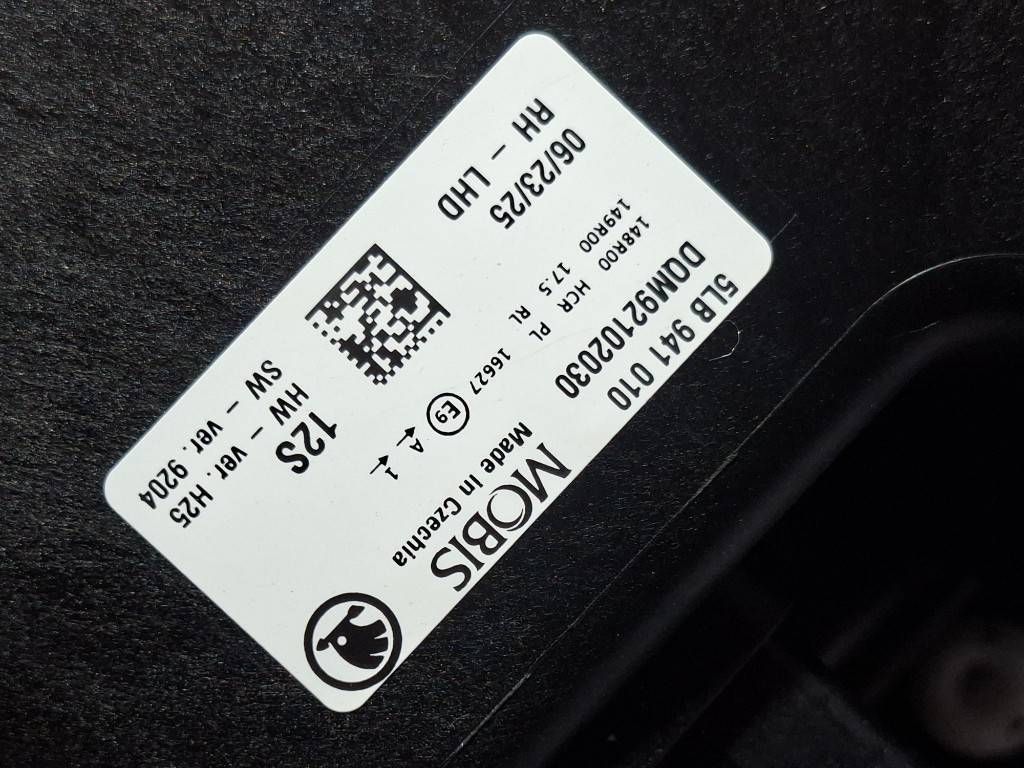 MOBIS
Made in Czechia
5LB 941 010
DQM92102030
E9
16627
A 1
148R00 HCR PL
149R00 17.5 RL
06/23/25
RH - LHD
12S
HW - ver. H25
SW - ver. 9204